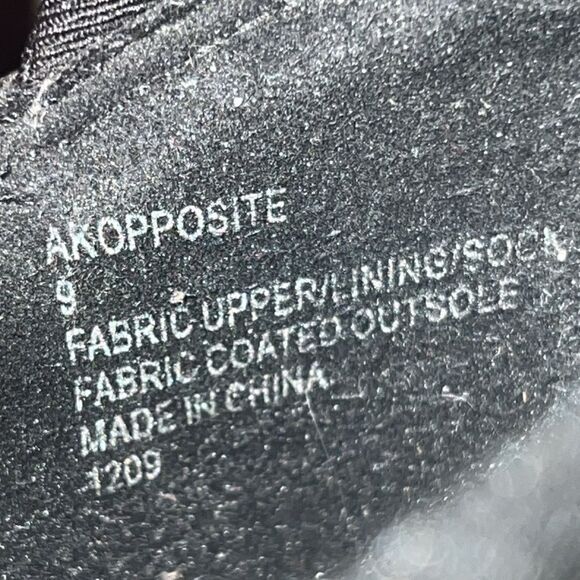 AKOPPOSITE
9
FABRIC UPPER/LINING/SOCK
FABRIC COATED OUTSOLE
MADE IN CHINA
1209